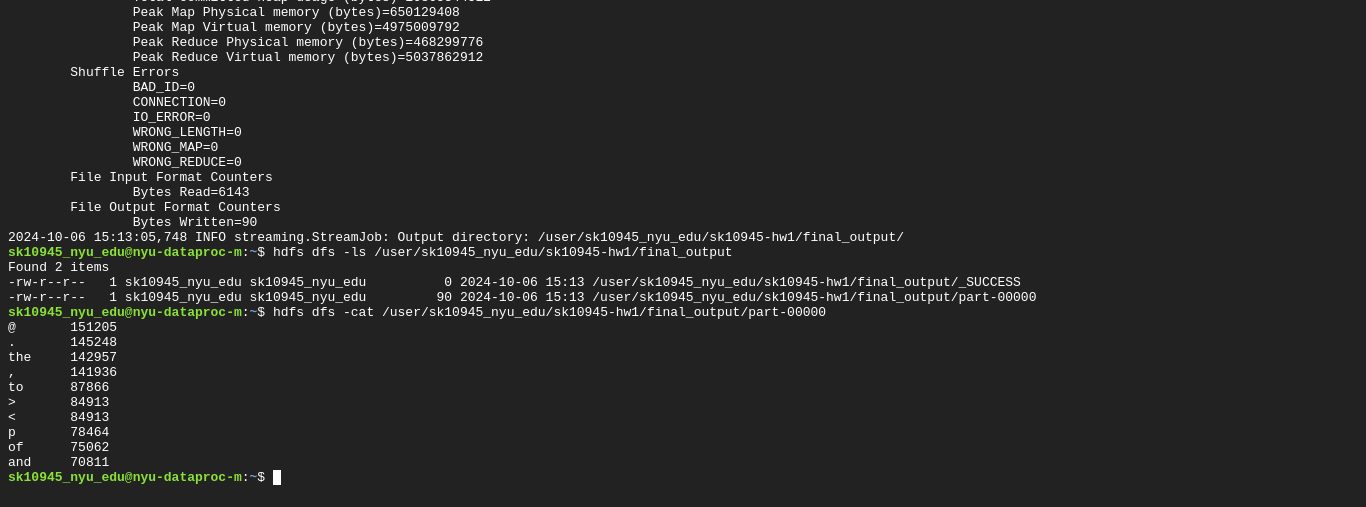 Peak Map Physical memory (bytes)=650129408
Peak Map Virtual memory (bytes)=4975009792
Peak Reduce Physical memory (bytes)=468299776
Peak Reduce Virtual memory (bytes)=5037862912
Shuffle Errors
BAD_ID=0
CONNECTION=0
IO_ERROR=0
WRONG_LENGTH=0
WRONG_MAP=0
WRONG_REDUCE=0
File Input Format Counters
Bytes Read=6143
File Output Format Counters
Bytes Written=90
2024-10-06 15:13:05,748 INFO streaming.StreamJob: Output directory: /user/sk10945_nyu_edu/sk10945-hw1/final_output/
sk10945_nyu_edu@nyu-dataproc-m:~$ hdfs dfs -ls /user/sk10945_nyu_edu/sk10945-hw1/final_output
Found 2 items
-rw-r--r--   1 sk10945_nyu_edu sk10945_nyu_edu          0 2024-10-06 15:13 /user/sk10945_nyu_edu/sk10945-hw1/final_output/_SUCCESS
-rw-r--r--   1 sk10945_nyu_edu sk10945_nyu_edu         90 2024-10-06 15:13 /user/sk10945_nyu_edu/sk10945-hw1/final_output/part-00000
sk10945_nyu_edu@nyu-dataproc-m:~$ hdfs dfs -cat /user/sk10945_nyu_edu/sk10945-hw1/final_output/part-00000
@       151205
.       145248
the     142957
,       141936
to      87866
>       84913
<       84913
p       78464
of      75062
and     70811
sk10945_nyu_edu@nyu-dataproc-m:~$